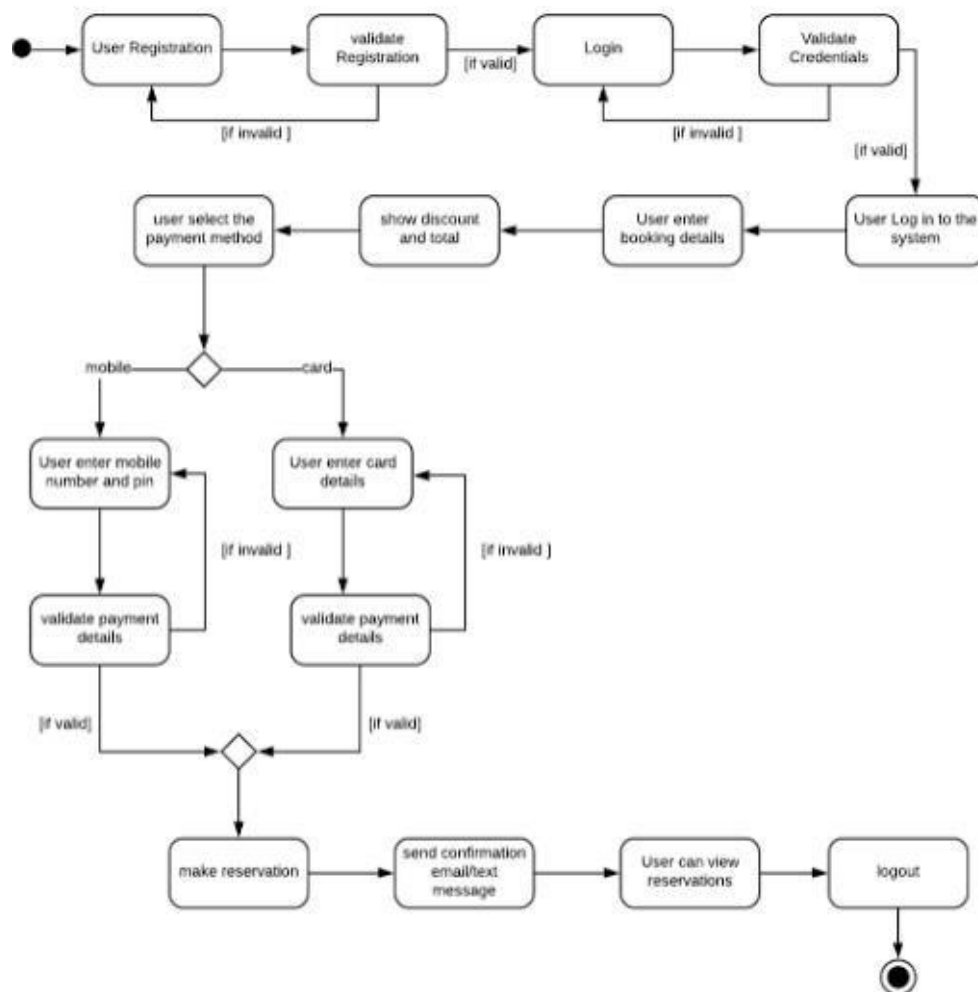 User Registration
validate
Registration
[if valid]
Login
Validate
Credentials
[if invalid ]
[if invalid ]
[if valid]
user select the
payment method
show discount
and total
User enter
booking details
User Log in to the
system
mobile
card
User enter mobile
number and pin
User enter card
details
[if invalid ]
[if invalid ]
validate payment
details
validate payment
details
[if valid]
[if valid]
make reservation
send confirmation
email/text
message
User can view
reservations
logout